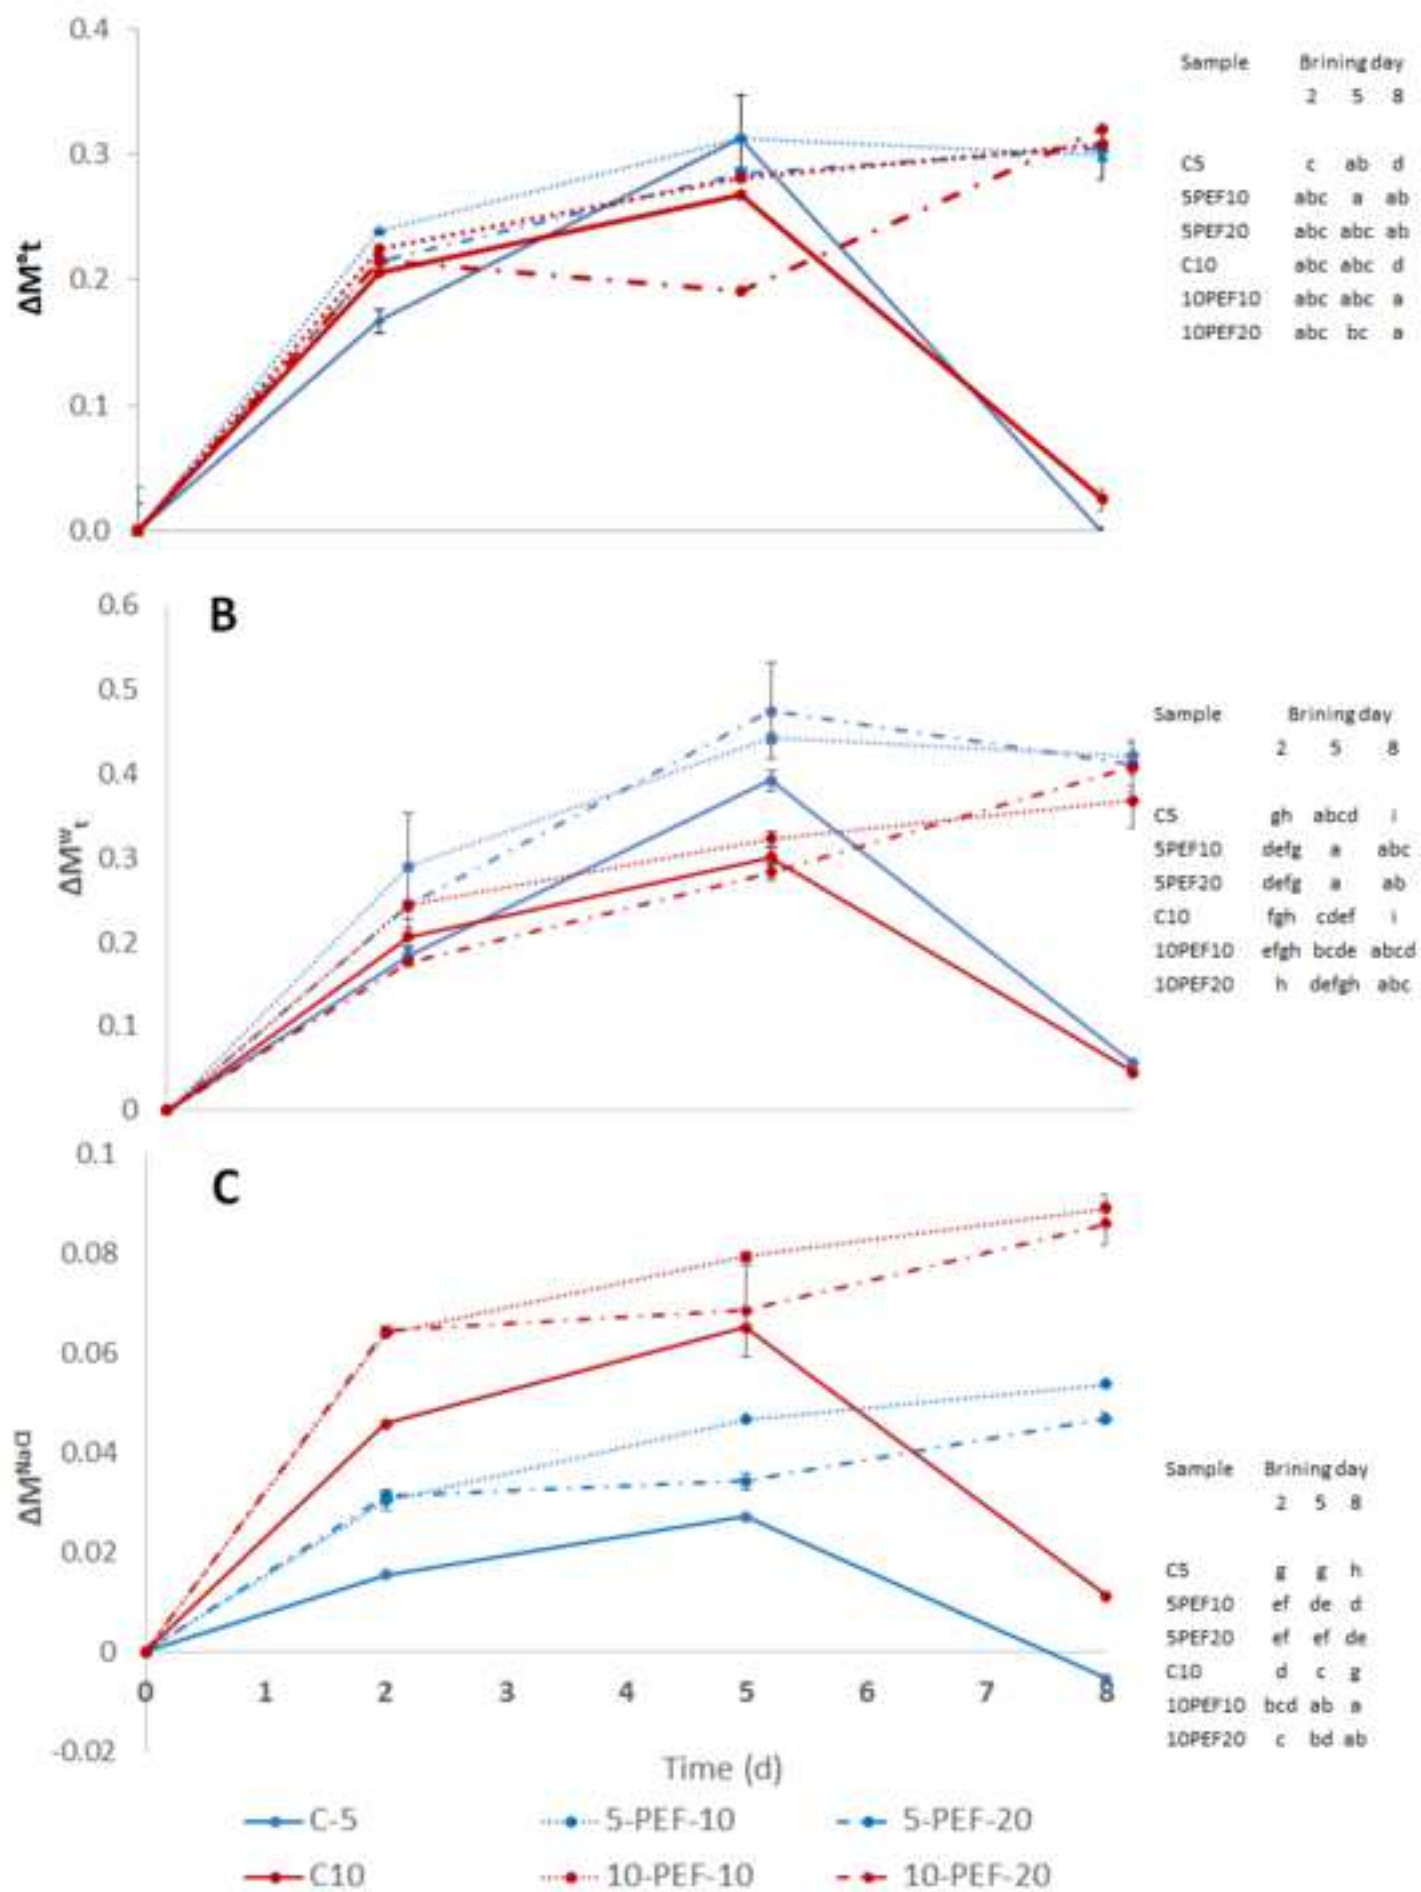 0.4
0.3
0.2
0.1
0.0
ΔM°t
Sample Brining day
2 5 8
C5 c ab d
5PEF10 abc a ab
5PEF20 abc abc ab
C10 abc abc d
10PEF10 abc abc a
10PEF20 abc bc a
B
0.6
0.5
0.4
0.3
0.2
0.1
0
ΔMʷt
Sample Brining day
2 5 8
C5 gh abcd i
5PEF10 defg a abc
5PEF20 defg a ab
C10 fgh cdef i
10PEF10 efgh bcde abcd
10PEF20 h defgh abc
C
0.1
0.08
0.06
0.04
0.02
0
-0.02
ΔMᴺᵃᶜˡ
0 1 2 3 4 5 6 7 8
Time (d)
Sample Brining day
2 5 8
C5 g g h
5PEF10 ef de d
5PEF20 ef ef de
C10 d c g
10PEF10 bcd ab a
10PEF20 c bd ab
C-5 5-PEF-10 5-PEF-20
C10 10-PEF-10 10-PEF-20